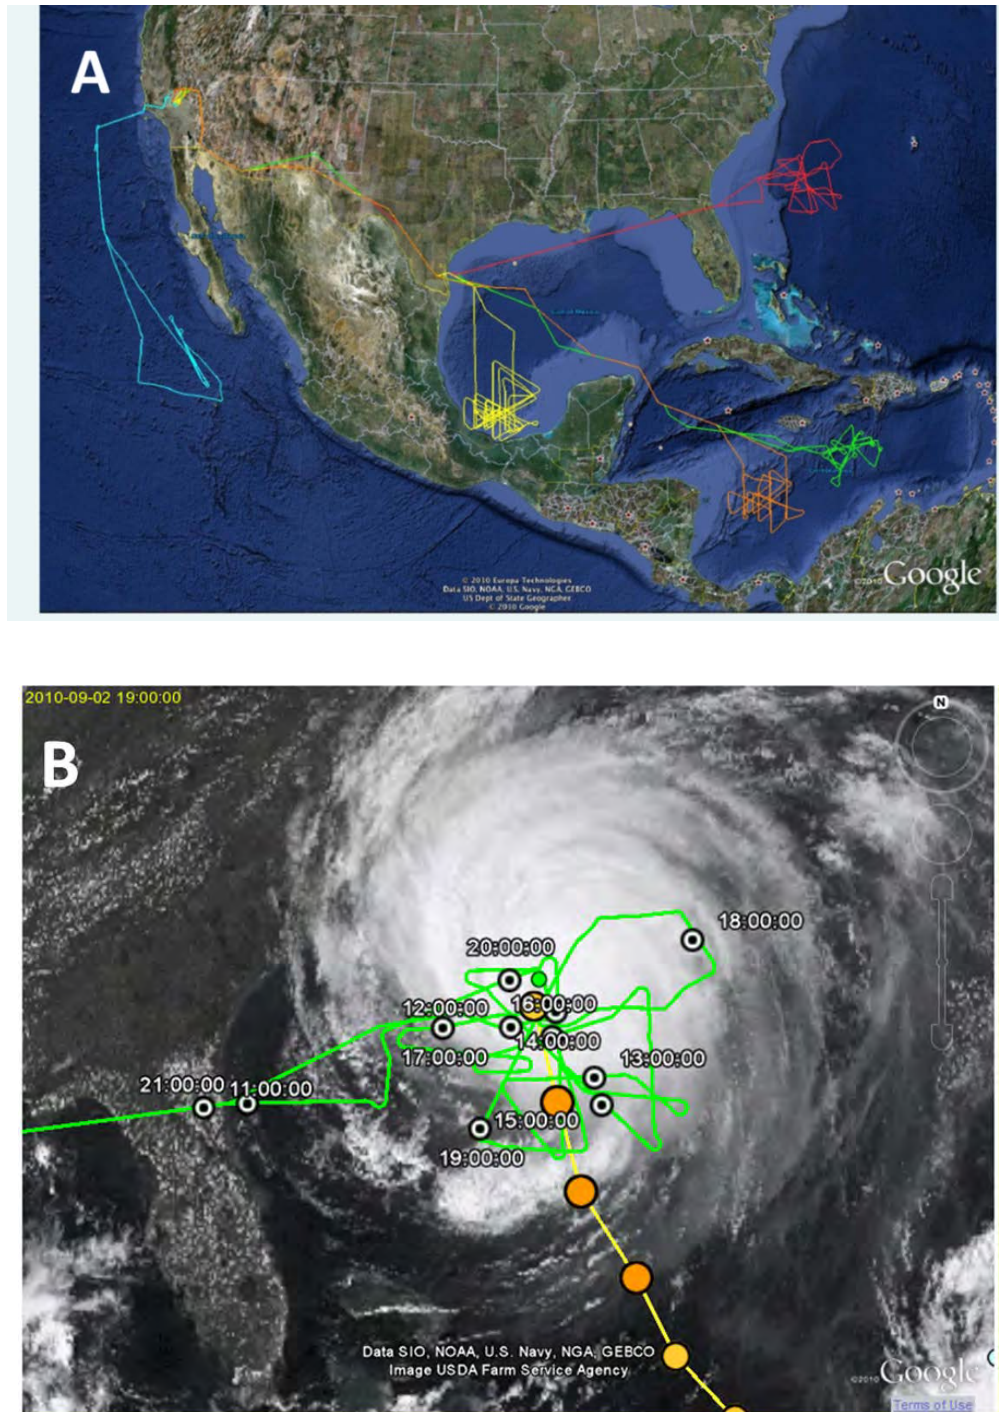 A
© 2010 Europa Technologies
Data SIO, NOAA, U.S. Navy, NGA, GEBCO
US Dept of State Geographer
© 2010 Google
©2010 Google
2010-09-02 19:00:00
N
B
18:00:00
20:00:00
12:00:00
16:00:00
14:00:00
17:00:00
13:00:00
21:00:00
11:00:00
15:00:00
19:00:00
Data SIO, NOAA, U.S. Navy, NGA, GEBCO
Image USDA Farm Service Agency
©2010 Google
Terms of Use